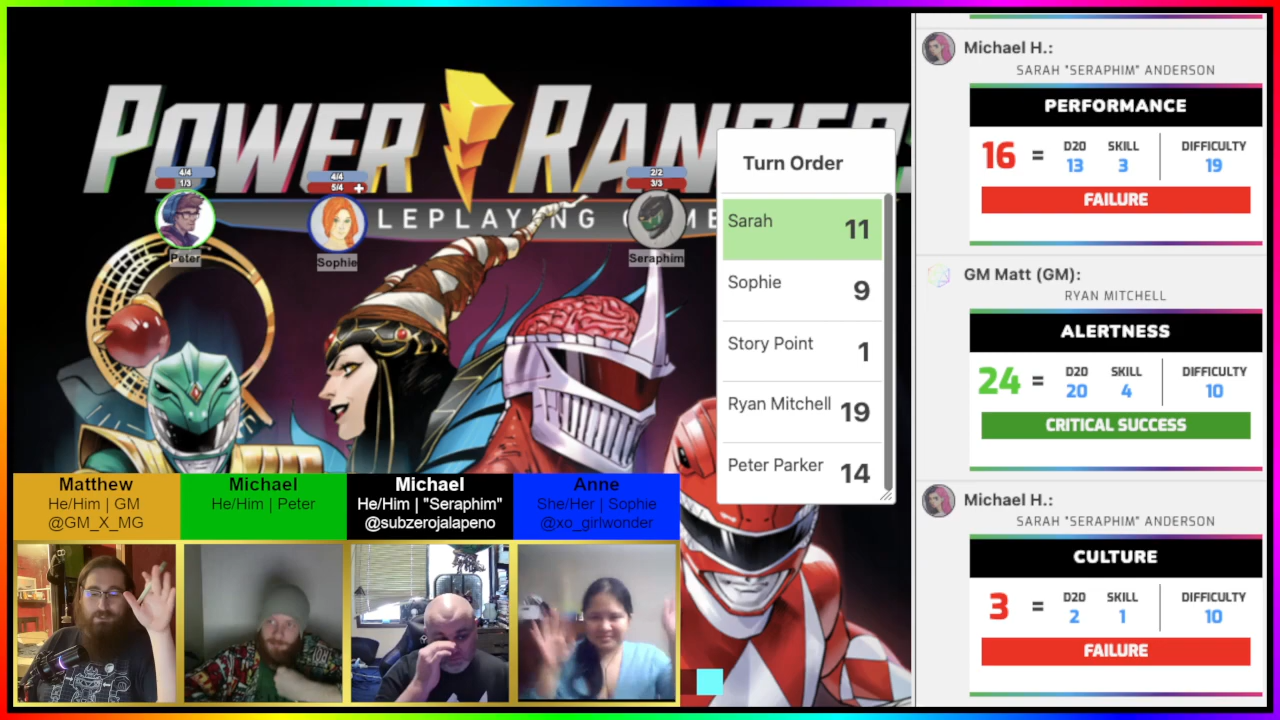 POWER RANGERS
LEPLAYING GAME
4/4
1/3
Peter
4/4
5/4
Sophie
2/2
3/3
Seraphim
Turn Order
Sarah 11
Sophie 9
Story Point 1
Ryan Mitchell 19
Peter Parker 14
Michael H.:
SARAH "SERAPHIM" ANDERSON
PERFORMANCE
D20 SKILL DIFFICULTY
16 = 13 3 19
FAILURE
GM Matt (GM):
RYAN MITCHELL
ALERTNESS
D20 SKILL DIFFICULTY
24 = 20 4 10
CRITICAL SUCCESS
Michael H.:
SARAH "SERAPHIM" ANDERSON
CULTURE
D20 SKILL DIFFICULTY
3 = 2 1 10
FAILURE
Matthew
He/Him | GM
@GM_X_MG
Michael
He/Him | Peter
Michael
He/Him | "Seraphim"
@subzerojalapeno
Anne
She/Her | Sophie
@xo_girlwonder